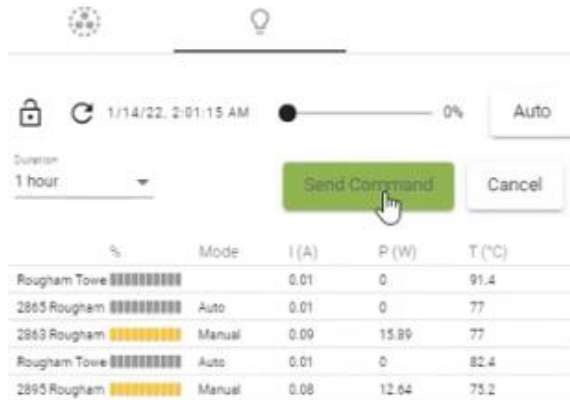 1/14/22, 2:01:15 AM 0% Auto
Duration
1 hour Send Command Cancel
% Mode I (A) P (W) T (°C)
Rougham Towe 0.01 0 91.4
2865 Rougham Auto 0.01 0 77
2863 Rougham Manual 0.09 15.89 77
Rougham Towe Auto 0.01 0 82.4
2895 Rougham Manual 0.08 12.64 75.2